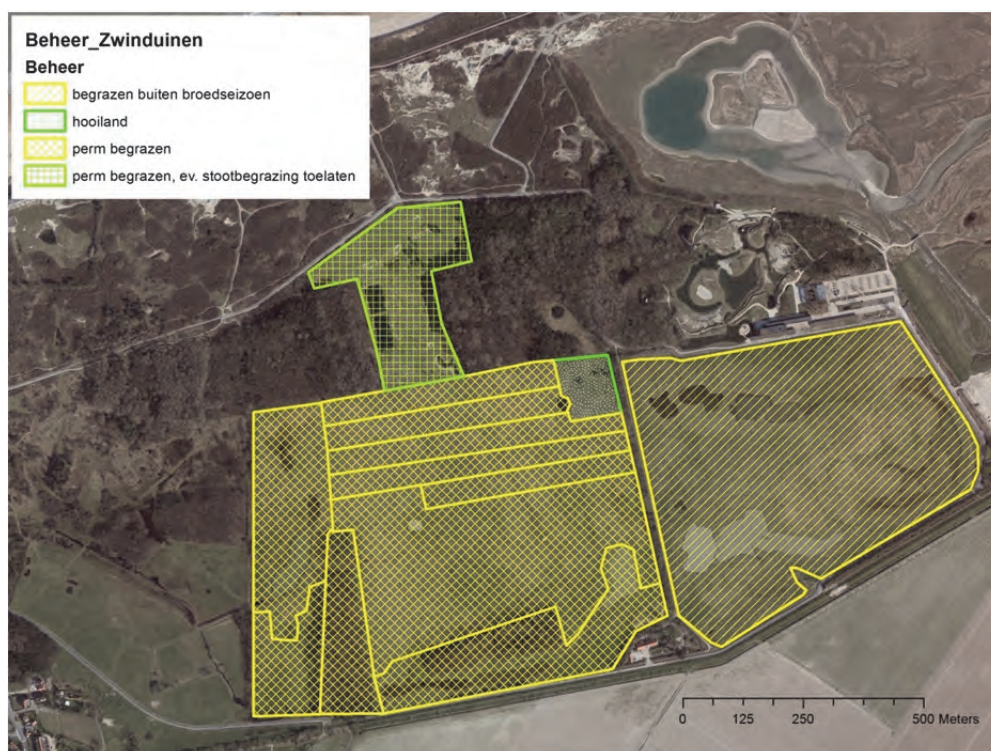 Beheer_Zwinduinen
Beheer
begrazen buiten broedseizoen
hooiland
perm begrazen
perm begrazen, ev. stootbegrazing toelaten
0 125 250 500 Meters